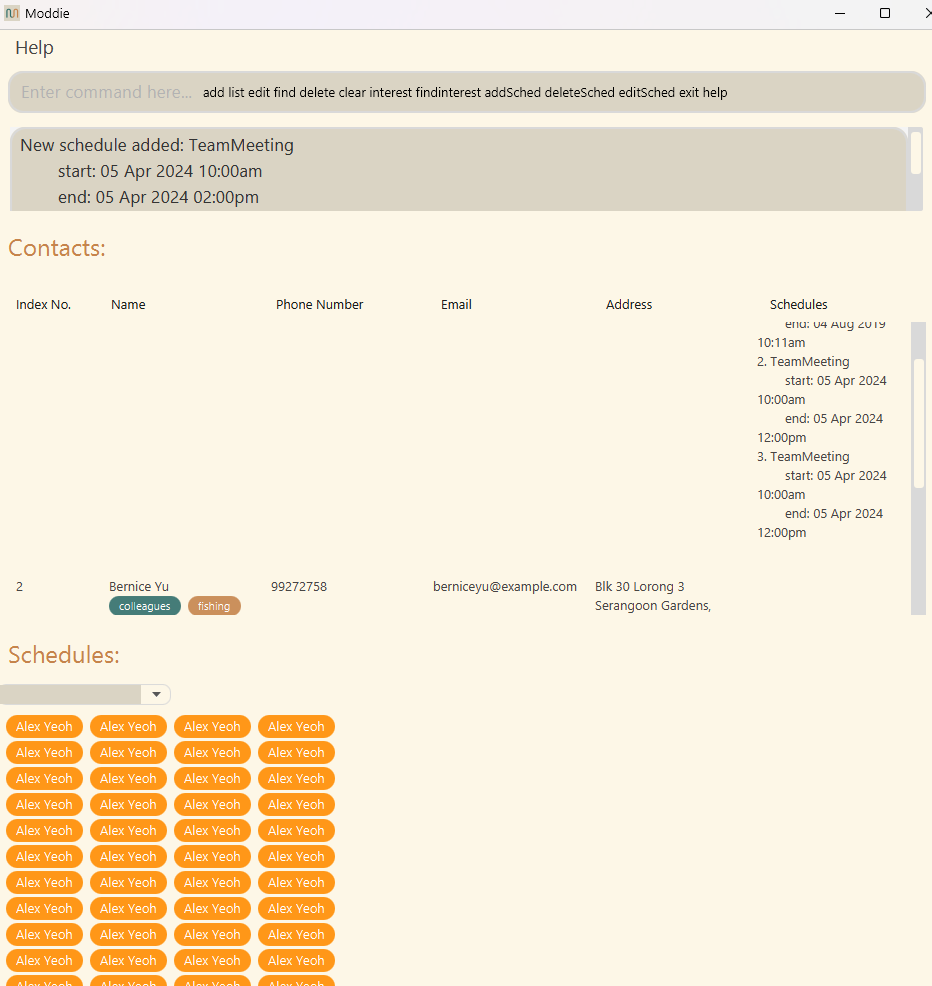 Moddie
Help
Enter command here... add list edit find delete clear interest findinterest addSched deleteSched editSched exit help
New schedule added: TeamMeeting
start: 05 Apr 2024 10:00am
end: 05 Apr 2024 02:00pm
Contacts:
Index No. Name Phone Number Email Address Schedules
end: 04 Aug 2019
10:11am
2. TeamMeeting
start: 05 Apr 2024
10:00am
end: 05 Apr 2024
12:00pm
3. TeamMeeting
start: 05 Apr 2024
10:00am
end: 05 Apr 2024
12:00pm
2 Bernice Yu 99272758 berniceyu@example.com Blk 30 Lorong 3
colleagues fishing Serangoon Gardens,
Schedules:
Alex Yeoh Alex Yeoh Alex Yeoh Alex Yeoh
Alex Yeoh Alex Yeoh Alex Yeoh Alex Yeoh
Alex Yeoh Alex Yeoh Alex Yeoh Alex Yeoh
Alex Yeoh Alex Yeoh Alex Yeoh Alex Yeoh
Alex Yeoh Alex Yeoh Alex Yeoh Alex Yeoh
Alex Yeoh Alex Yeoh Alex Yeoh Alex Yeoh
Alex Yeoh Alex Yeoh Alex Yeoh Alex Yeoh
Alex Yeoh Alex Yeoh Alex Yeoh Alex Yeoh
Alex Yeoh Alex Yeoh Alex Yeoh Alex Yeoh
Alex Yeoh Alex Yeoh Alex Yeoh Alex Yeoh
Alex Yeoh Alex Yeoh Alex Yeoh Alex Yeoh